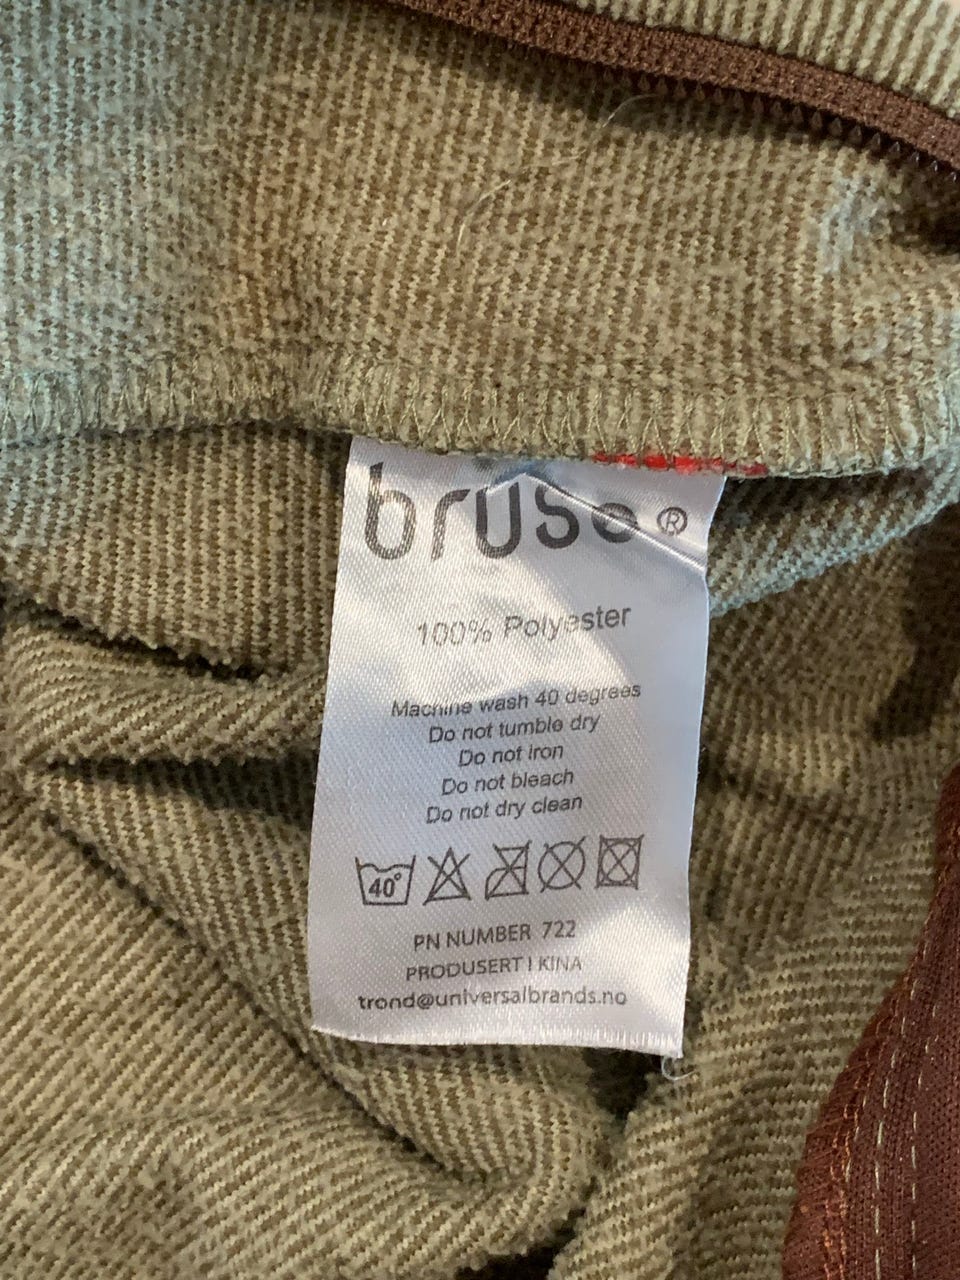 bruse®
100% Polyester
Machine wash 40 degrees
Do not tumble dry
Do not iron
Do not bleach
Do not dry clean
40°
PN NUMBER 722
PRODUSERT I KINA
trond@universalbrands.no